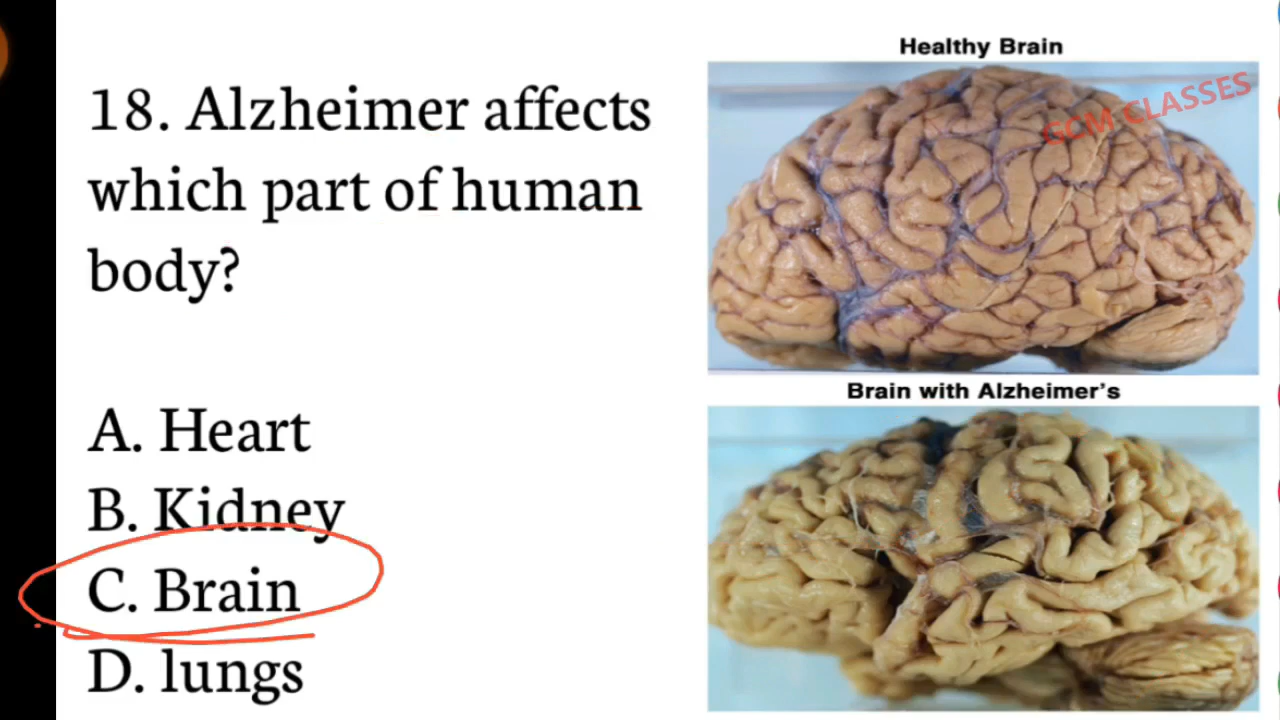 18. Alzheimer affects
which part of human
body?
A. Heart
B. Kidney
C. Brain
D. lungs
Healthy Brain
GCM CLASSES
Brain with Alzheimer's